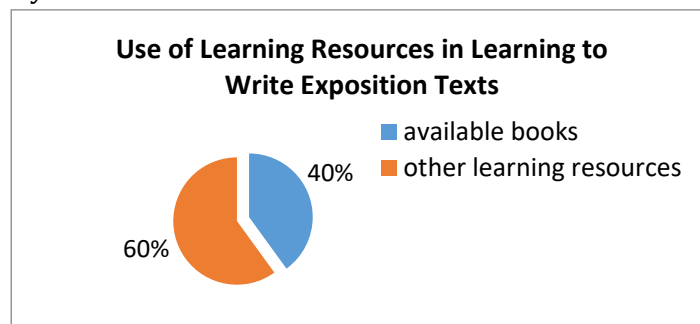 Use of Learning Resources in Learning to
Write Exposition Texts
available books
other learning resources
40%
60%